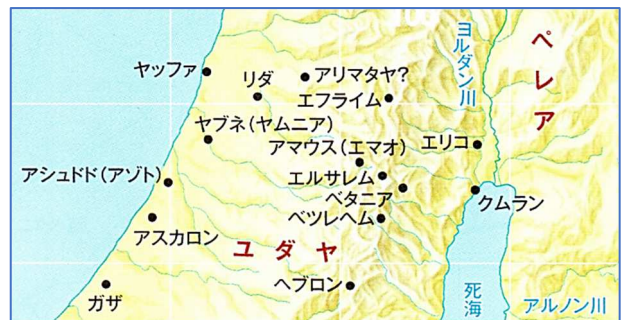 ヨルダン川
ペレア
ヤッファ
リダ
アリマタヤ?
エフライム
ヤブネ(ヤムニア)
アマウス(エマオ)
エリコ
アシュドド(アゾト)
エルサレム
ベタニア
クムラン
ベツレヘム
アスカロン
ユダヤ
ヘブロン
ガザ
死海
アルノン川